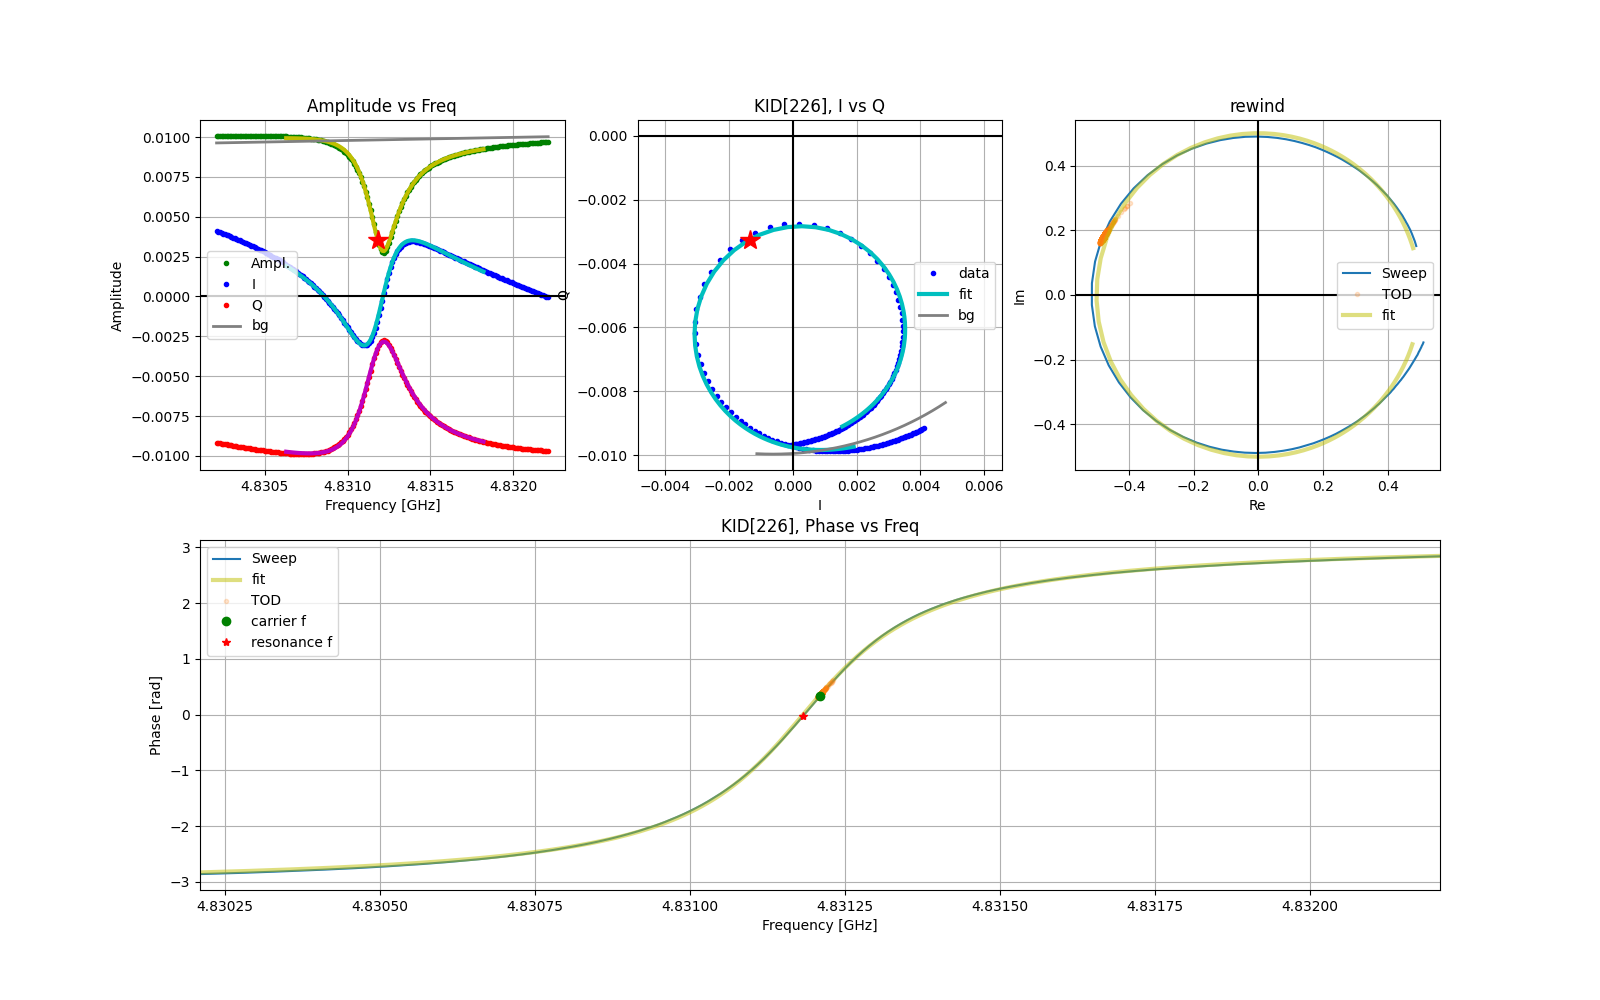 Amplitude vs Freq
0.0100
0.0075
0.0050
0.0025
0.0000
−0.0025
−0.0050
−0.0075
−0.0100
Amplitude
Ampl.
I
Q
bg
4.8305
4.8310
4.8315
4.8320
Frequency [GHz]
KID[226], I vs Q
Q
0.000
−0.002
−0.004
−0.006
−0.008
−0.010
data
fit
bg
−0.004
−0.002
0.000
0.002
0.004
0.006
I
rewind
Im
0.4
0.2
0.0
−0.2
−0.4
Sweep
TOD
fit
−0.4
−0.2
0.0
0.2
0.4
Re
KID[226], Phase vs Freq
Phase [rad]
3
2
1
0
−1
−2
−3
Sweep
fit
TOD
carrier f
resonance f
4.83025
4.83050
4.83075
4.83100
4.83125
4.83150
4.83175
4.83200
Frequency [GHz]